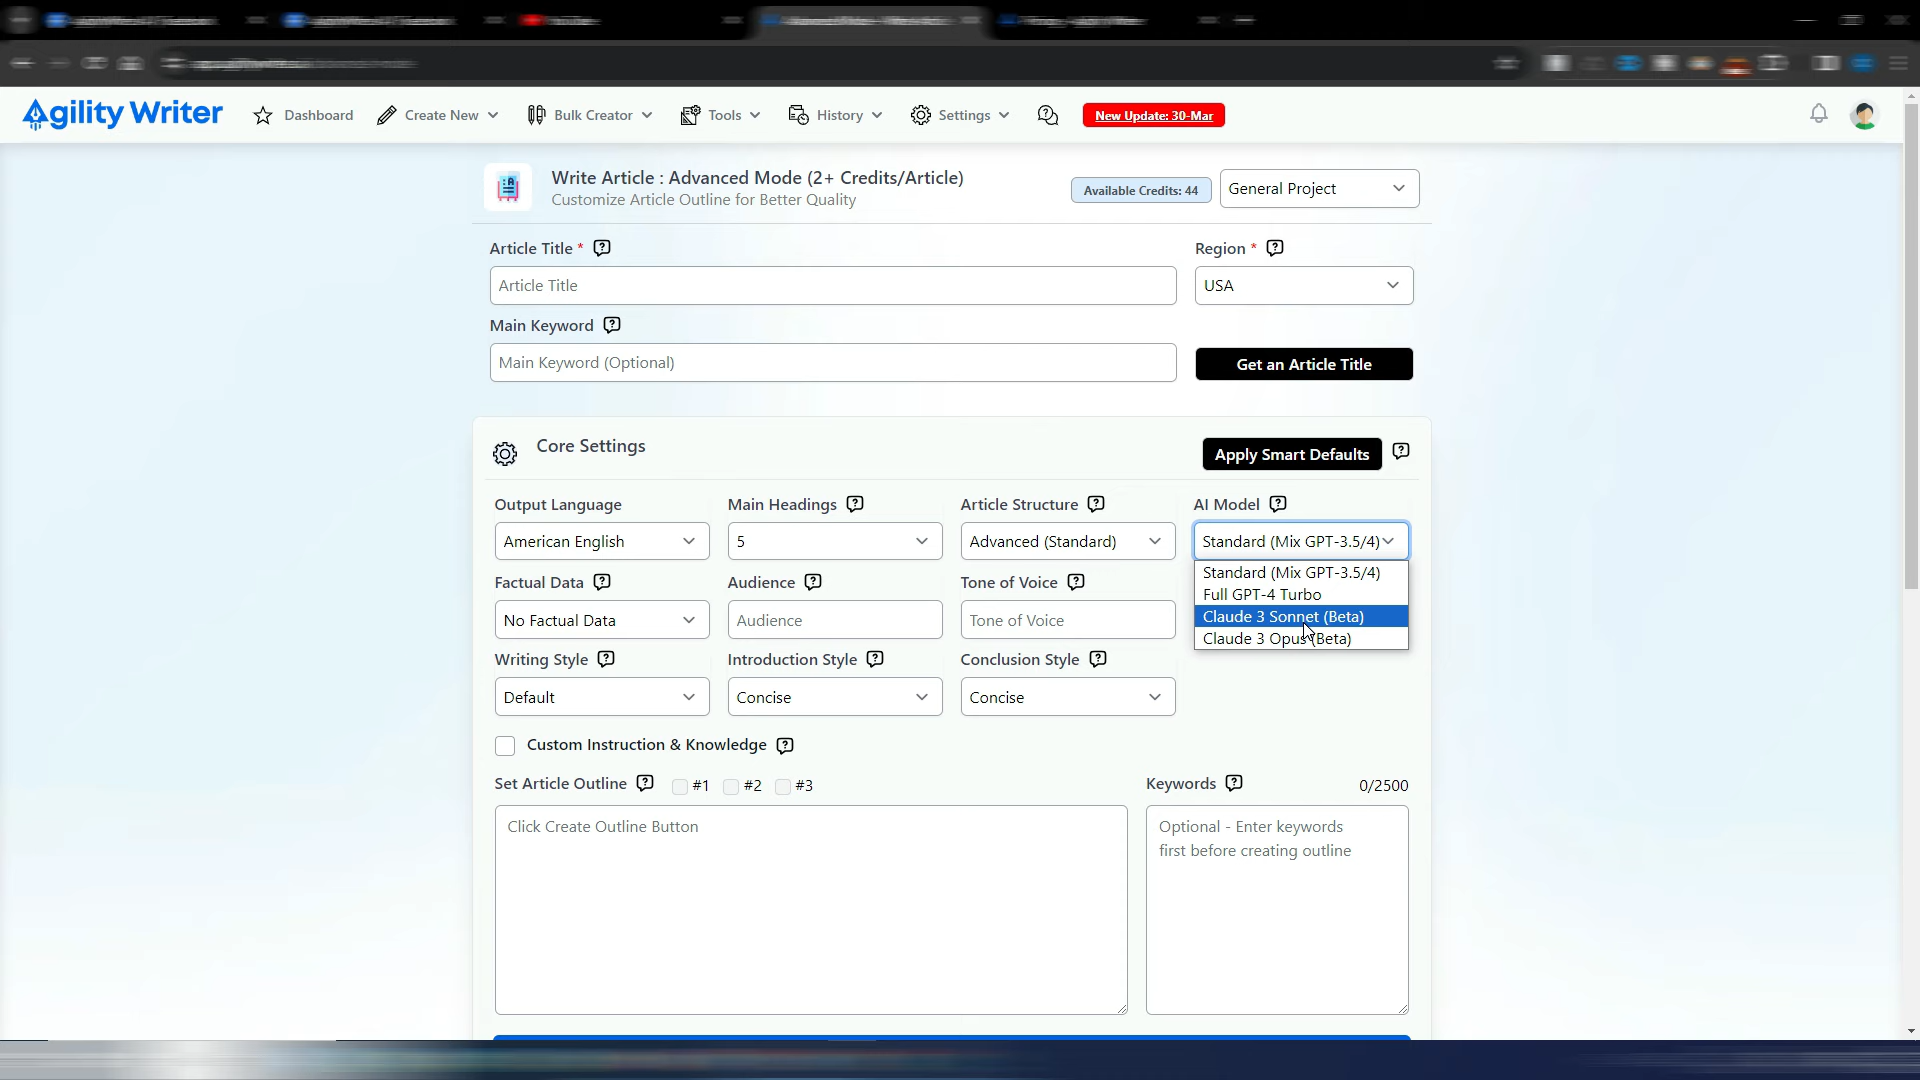 Agility Writer
Dashboard
Create New
Bulk Creator
Tools
History
Settings
New Update: 30-Mar
Write Article : Advanced Mode (2+ Credits/Article)
Customize Article Outline for Better Quality
Available Credits: 44
General Project
Article Title *
Region *
Article Title
USA
Main Keyword
Main Keyword (Optional)
Get an Article Title
Core Settings
Apply Smart Defaults
Output Language
Main Headings
Article Structure
AI Model
American English
5
Advanced (Standard)
Standard (Mix GPT-3.5/4)
Standard (Mix GPT-3.5/4)
Full GPT-4 Turbo
Claude 3 Sonnet (Beta)
Claude 3 Opus (Beta)
Factual Data
Audience
Tone of Voice
No Factual Data
Audience
Tone of Voice
Writing Style
Introduction Style
Conclusion Style
Default
Concise
Concise
Custom Instruction & Knowledge
Set Article Outline
#1
#2
#3
Keywords
0/2500
Click Create Outline Button
Optional - Enter keywords
first before creating outline